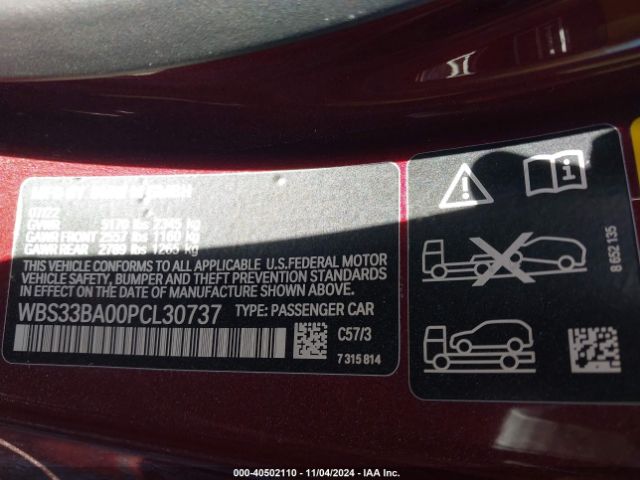 07/22
GVWR 5170 lbs 2345 kg
GAWR FRONT 2557 lbs 1160 kg
GAWR REAR 2789 lbs 1265 kg
THIS VEHICLE CONFORMS TO ALL APPLICABLE U.S.FEDERAL MOTOR
VEHICLE SAFETY, BUMPER AND THEFT PREVENTION STANDARDS
IN EFFECT ON THE DATE OF MANUFACTURE SHOWN ABOVE.
WBS33BA00PCL30737 TYPE: PASSENGER CAR
C57/3
7 315 814
8 652 135
000-40502110 - 11/04/2024 - IAA Inc.